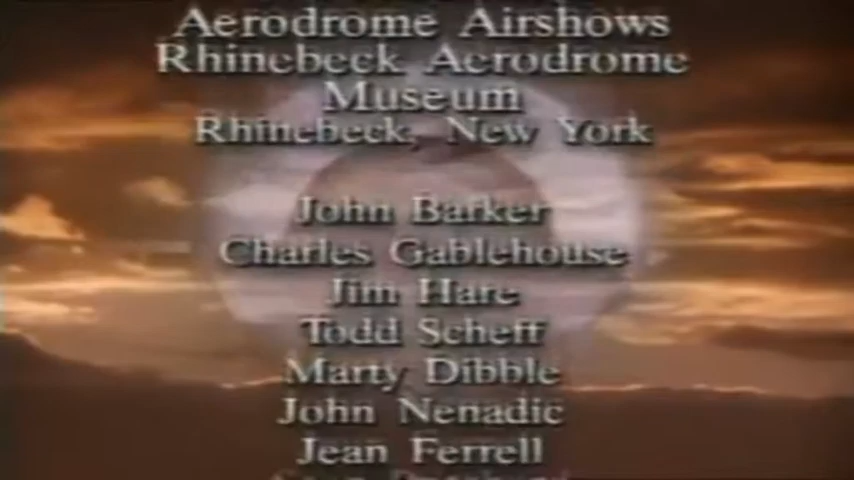 Aerodrome Airshows
Rhinebeck Aerodrome
Museum
Rhinebeck, New York
John Barker
Charles Gablehouse
Jim Hare
Todd Scheff
Marty Dibble
John Nenadic
Jean Ferrell